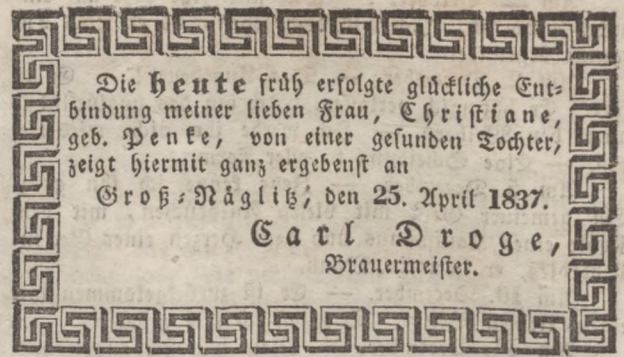 Die heute früh erfolgte glückliche Ent-
bindung meiner lieben Frau, Christiane,
geb. Penke, von einer gesunden Tochter,
zeigt hiermit ganz ergebenst an
Groß-Näglitz, den 25. April 1837.
Carl Droge,
Brauermeister.